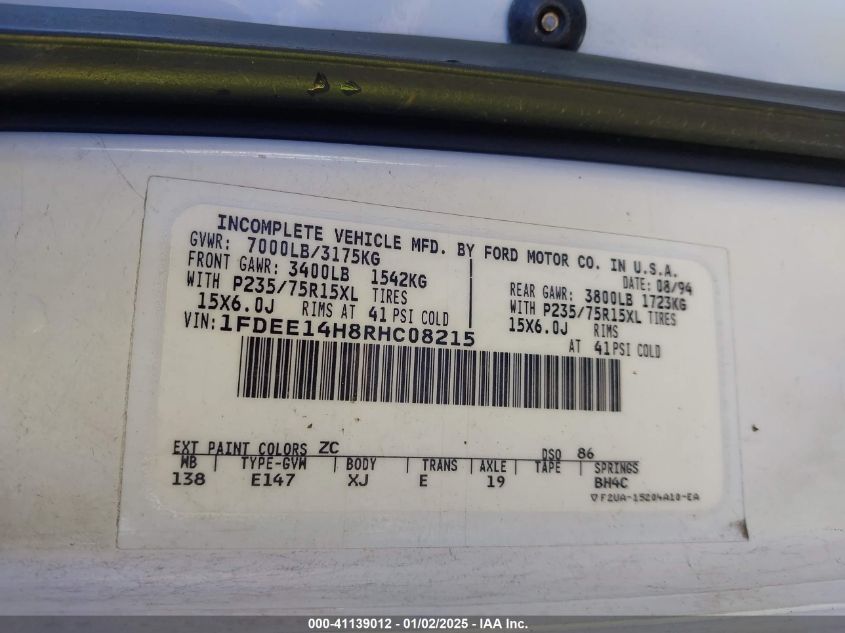 INCOMPLETE VEHICLE MFD. BY FORD MOTOR CO. IN U.S.A.
GVWR: 7000LB/3175KG
DATE: 08/94
FRONT GAWR: 3400LB 1542KG
WITH P235/75R15XL TIRES
15X6.0J RIMS AT 41 PSI COLD
REAR GAWR: 3800LB 1723KG
WITH P235/75R15XL TIRES
15X6.0J RIMS
AT 41 PSI COLD
VIN: 1FDEE14H8RHC08215
EXT PAINT COLORS ZC DSO 86
WB TYPE-GVW BODY TRANS AXLE TAPE SPRINGS
138 E147 XJ E 19 BH4C
F2UA-15204A10-EA
000-41139012 - 01/02/2025 - IAA Inc.